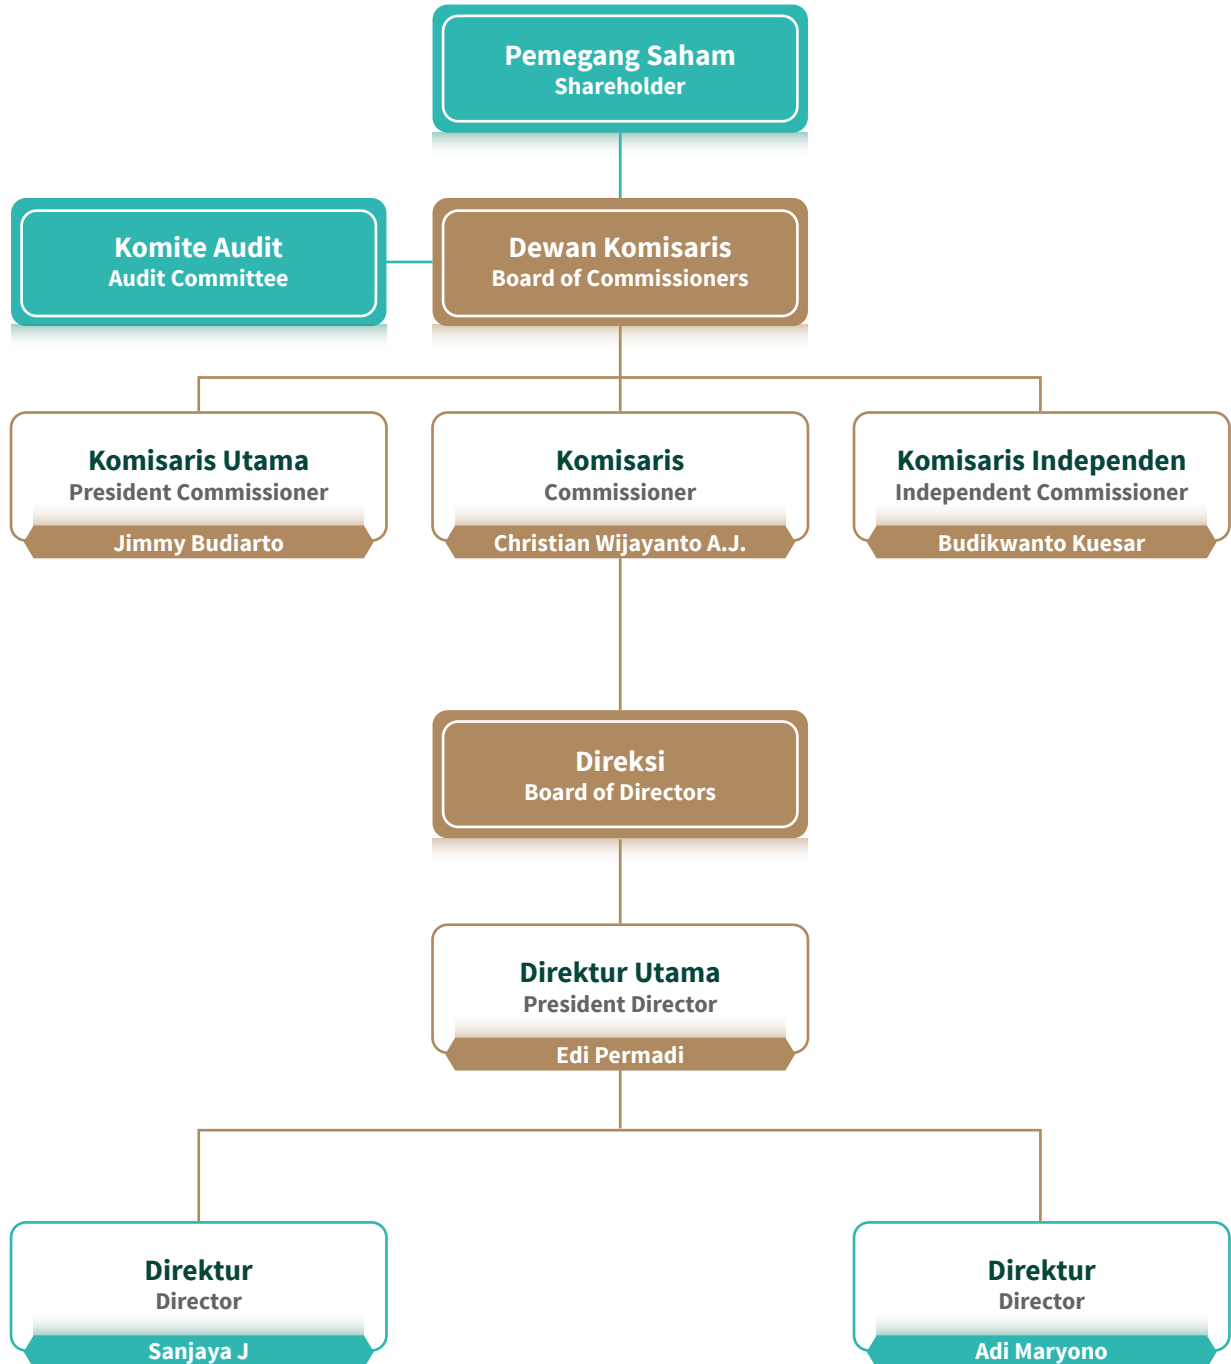 Pemegang Saham
Shareholder
Komite Audit
Audit Committee
Dewan Komisaris
Board of Commissioners
Komisaris Utama
President Commissioner
Jimmy Budiarto
Komisaris
Commissioner
Christian Wijayanto A.J.
Komisaris Independen
Independent Commissioner
Budikwanto Kuesar
Direksi
Board of Directors
Direktur Utama
President Director
Edi Permadi
Direktur
Director
Sanjaya J
Direktur
Director
Adi Maryono